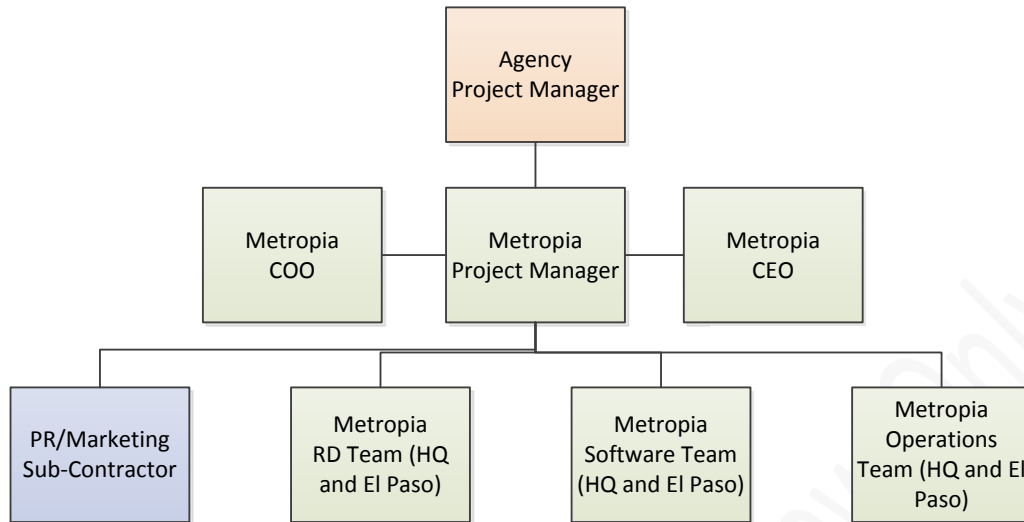 Agency
Project Manager
Metropia
COO
Metropia
Project Manager
Metropia
CEO
PR/Marketing
Sub-Contractor
Metropia
RD Team (HQ
and El Paso)
Metropia
Software Team
(HQ and El Paso)
Metropia
Operations
Team (HQ and El
Paso)